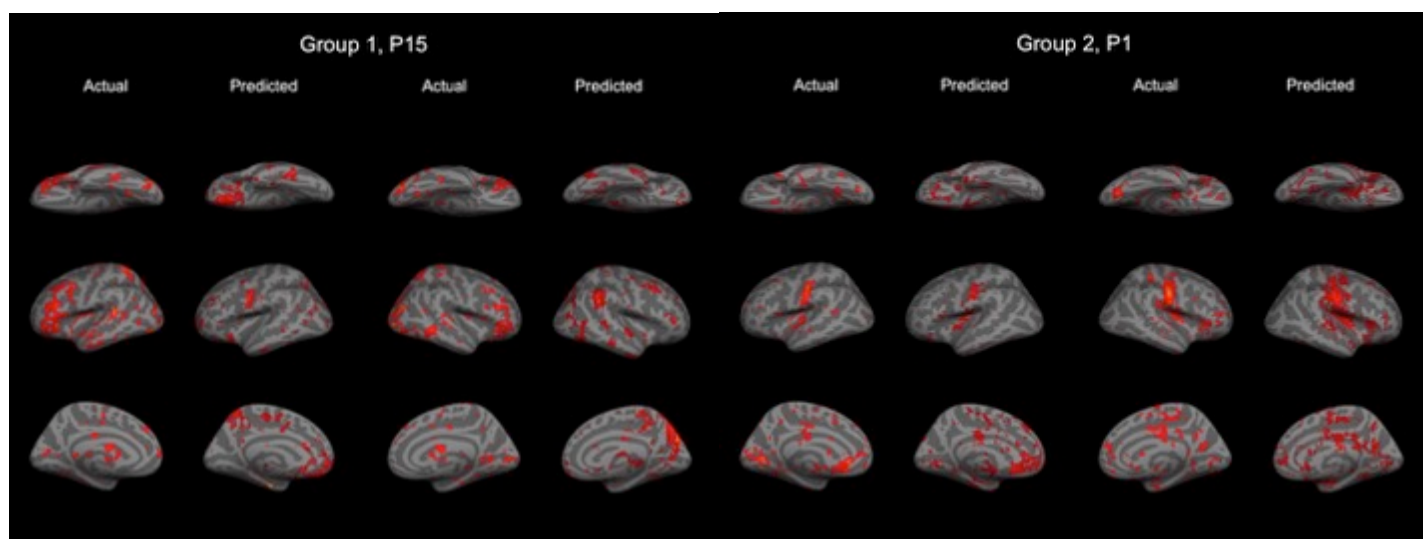 Group 1, P15
Group 2, P1
Actual
Predicted
Actual
Predicted
Actual
Predicted
Actual
Predicted